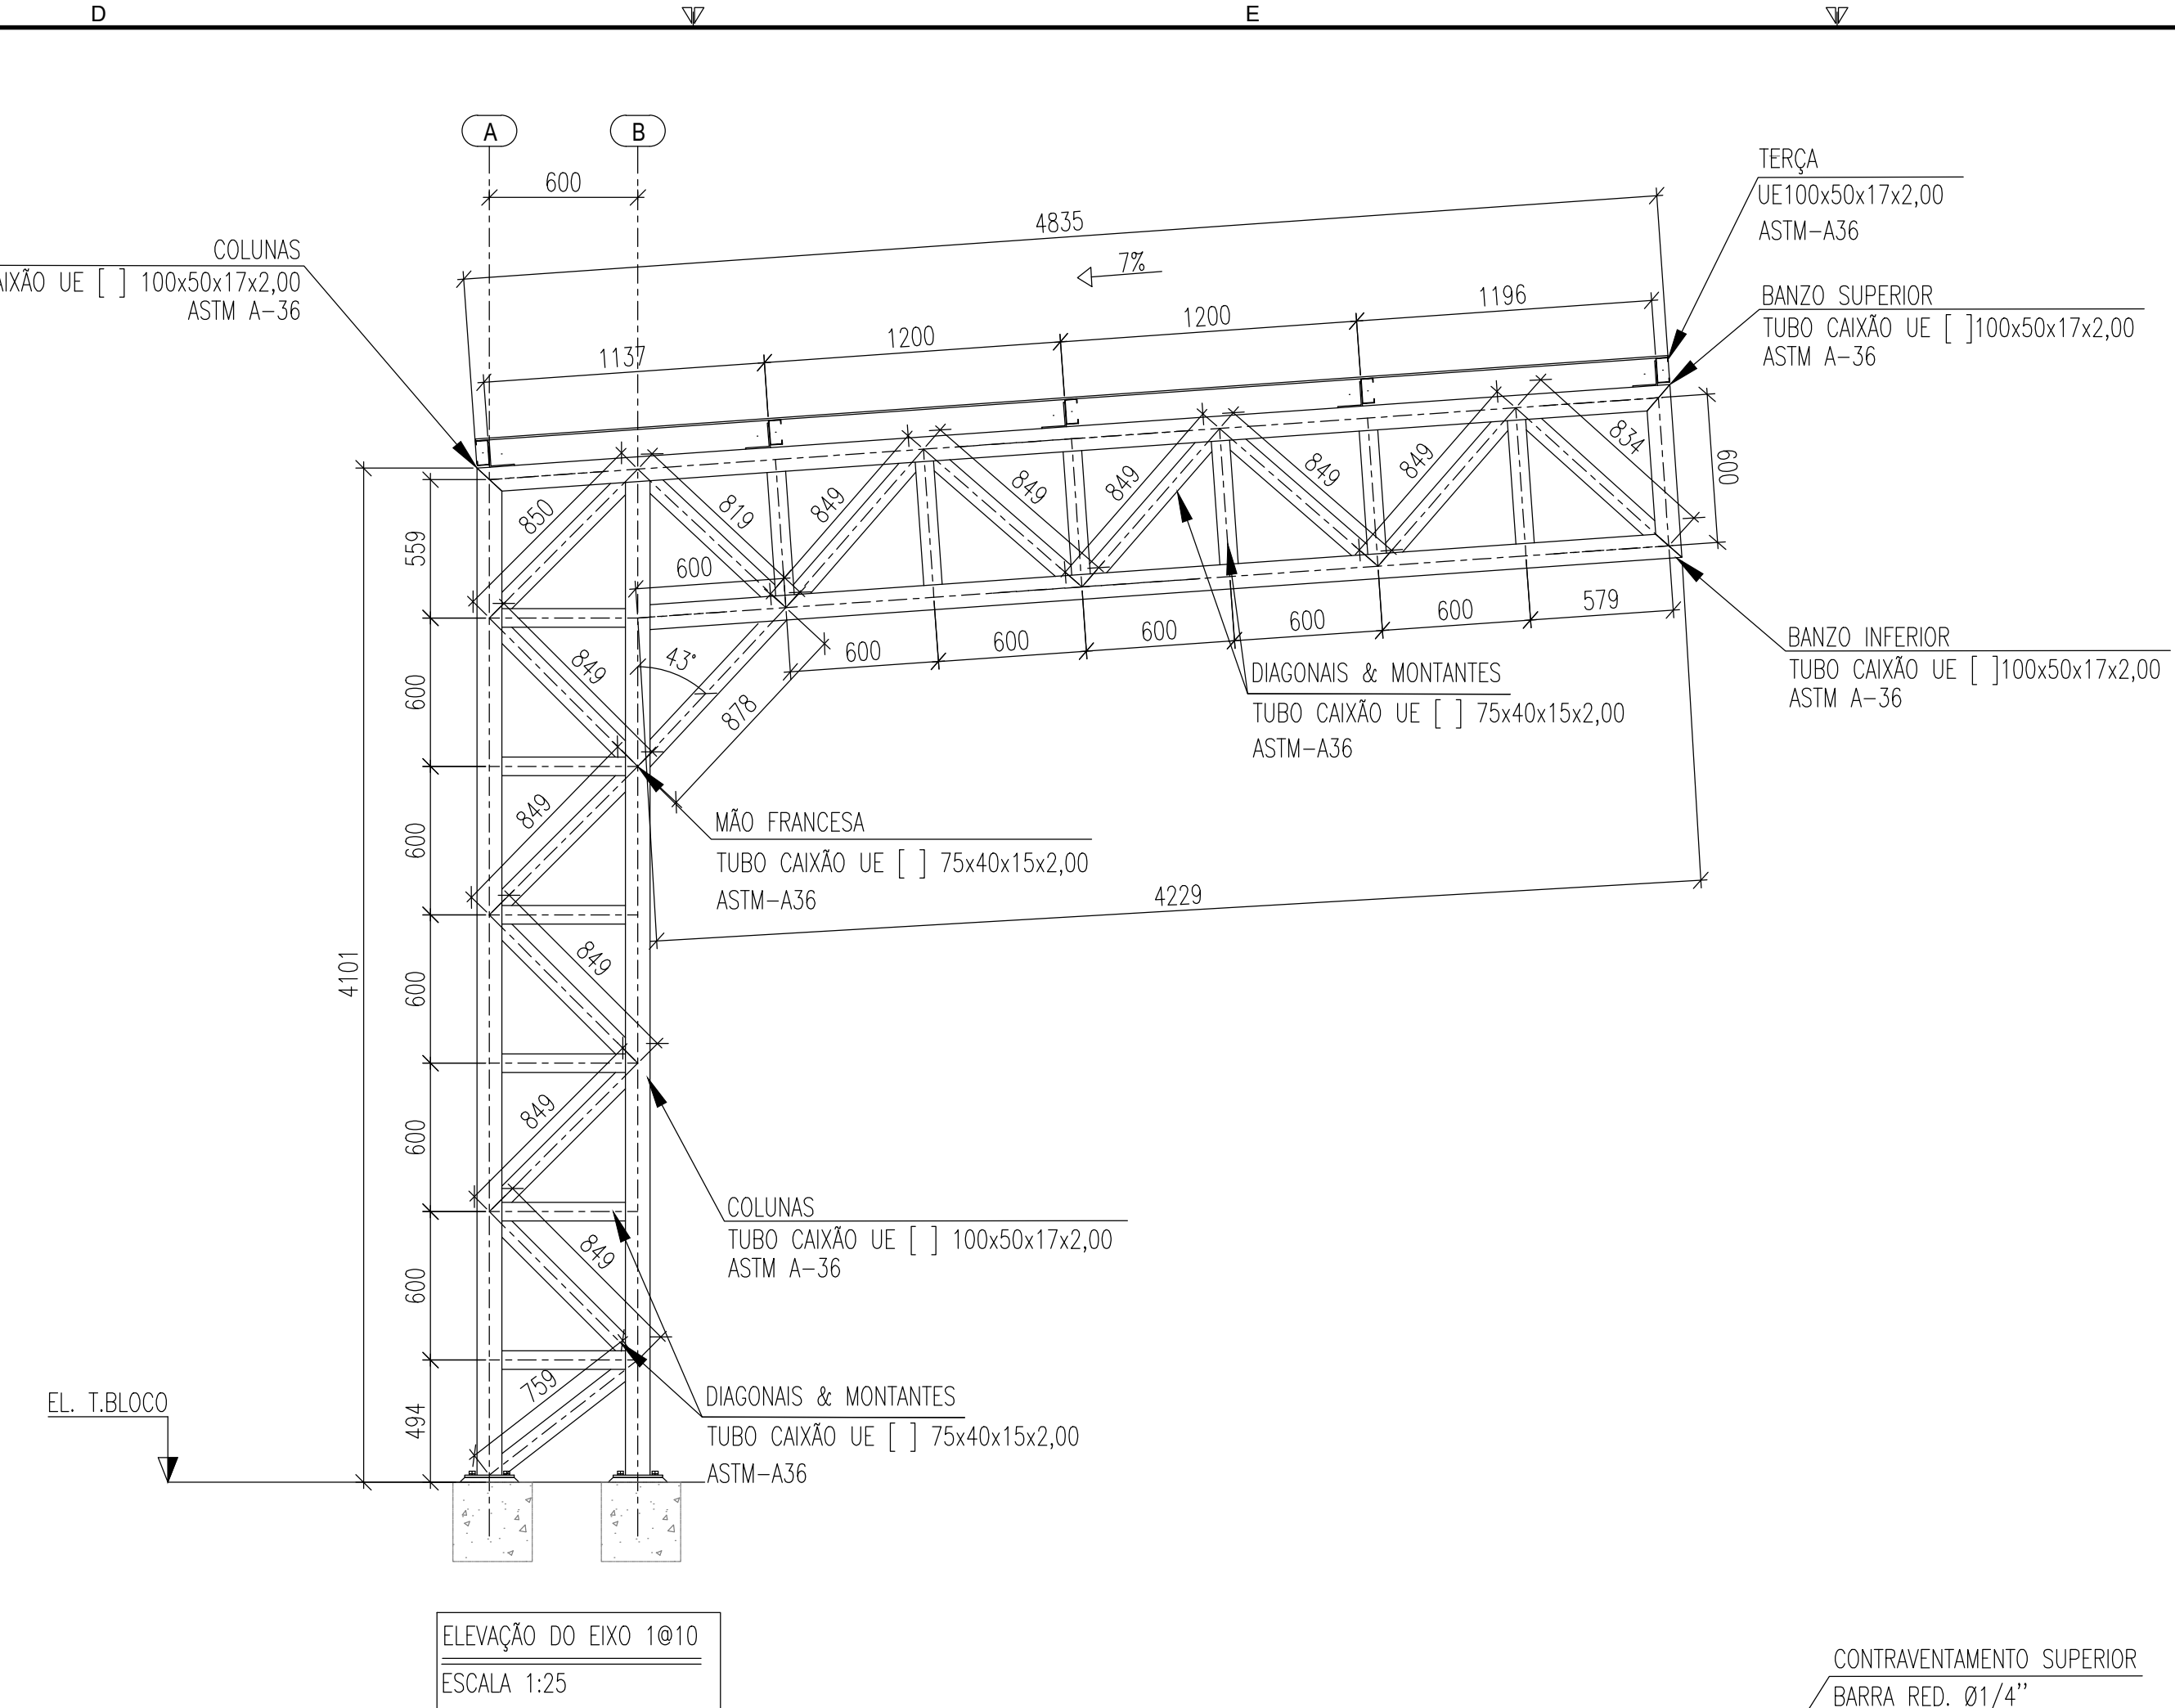 D
E
A
B
600
4835
7%
TERÇA
UE100x50x17x2,00
ASTM-A36
COLUNAS
AIXÃO UE [ ] 100x50x17x2,00
ASTM A-36
1137
1200
1200
1196
BANZO SUPERIOR
TUBO CAIXÃO UE [ ]100x50x17x2,00
ASTM A-36
850
819
849
849
849
849
849
834
600
559
600
600
600
600
600
494
4101
600
849
43°
878
600
600
600
600
600
579
BANZO INFERIOR
TUBO CAIXÃO UE [ ]100x50x17x2,00
ASTM A-36
DIAGONAIS & MONTANTES
TUBO CAIXÃO UE [ ] 75x40x15x2,00
ASTM-A36
849
MÃO FRANCESA
TUBO CAIXÃO UE [ ] 75x40x15x2,00
ASTM-A36
4229
849
849
COLUNAS
TUBO CAIXÃO UE [ ] 100x50x17x2,00
ASTM A-36
849
759
DIAGONAIS & MONTANTES
TUBO CAIXÃO UE [ ] 75x40x15x2,00
ASTM-A36
EL. T.BLOCO
ELEVAÇÃO DO EIXO 1@10
ESCALA 1:25
CONTRAVENTAMENTO SUPERIOR
BARRA RED. Ø1/4''